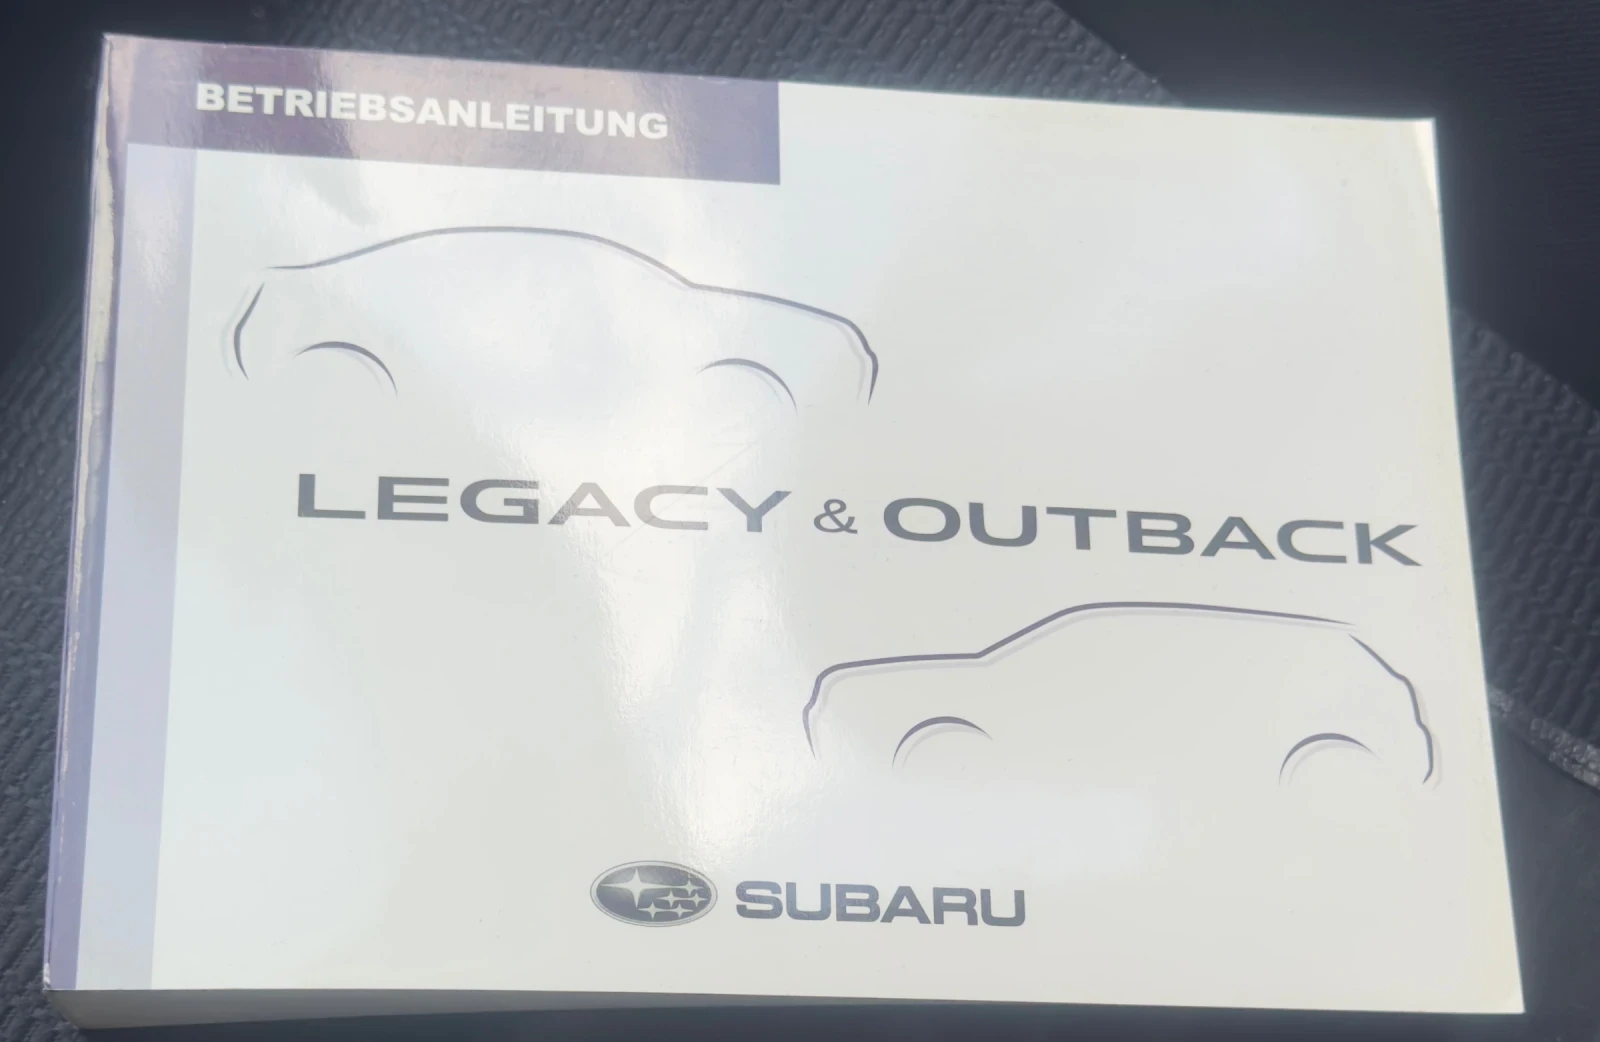 BETRIEBSANLEITUNG
LEGACY & OUTBACK
SUBARU